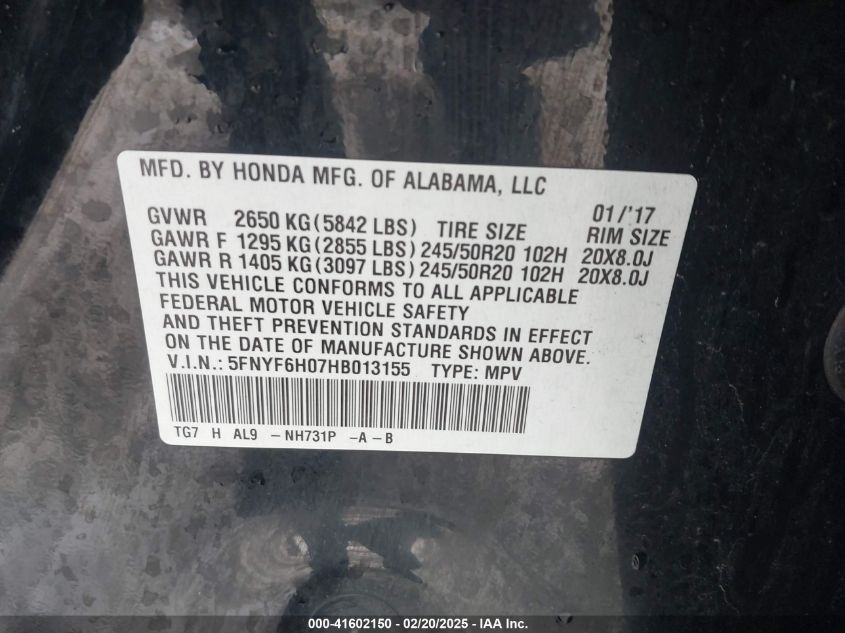 MFD. BY HONDA MFG. OF ALABAMA, LLC
01/'17
GVWR 2650 KG(5842 LBS) TIRE SIZE RIM SIZE
GAWR F 1295 KG(2855 LBS)245/50R20 102H 20X8.0J
GAWR R 1405 KG(3097 LBS)245/50R20 102H 20X8.0J
THIS VEHICLE CONFORMS TO ALL APPLICABLE
FEDERAL MOTOR VEHICLE SAFETY
AND THEFT PREVENTION STANDARDS IN EFFECT
ON THE DATE OF MANUFACTURE SHOWN ABOVE.
V.I.N.: 5FNYF6H07HB013155 TYPE: MPV
TG7 H AL9 -NH731P -A-B
000-41602150 - 02/20/2025 - IAA Inc.